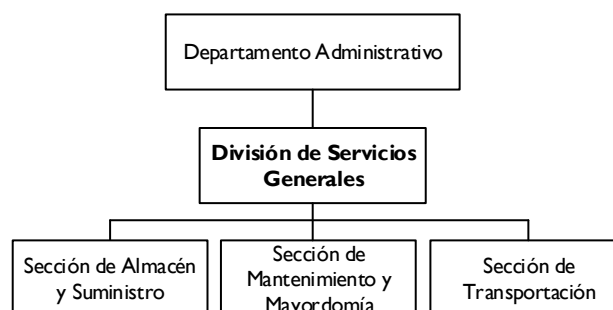 Departamento Administrativo
División de Servicios
Generales
Sección de Almacén
y Suministro
Sección de
Mantenimiento y
Mayordomía
Sección de
Transportación